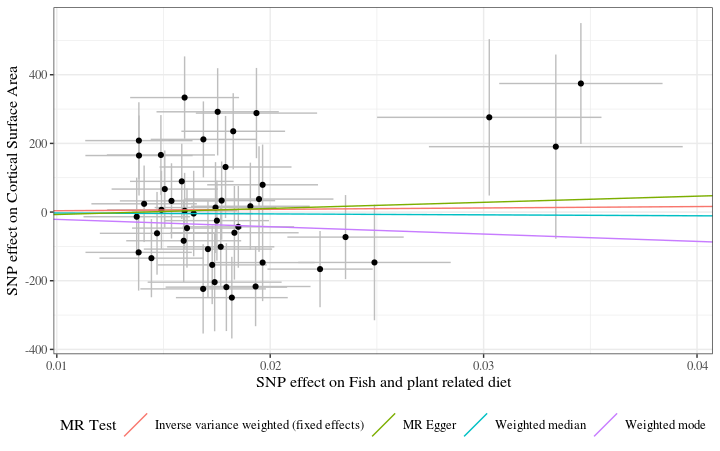 SNP effect on Cortical Surface Area
400
200
0
-200
-400
0.01 0.02 0.03 0.04
SNP effect on Fish and plant related diet
MR Test Inverse variance weighted (fixed effects) MR Egger Weighted median Weighted mode